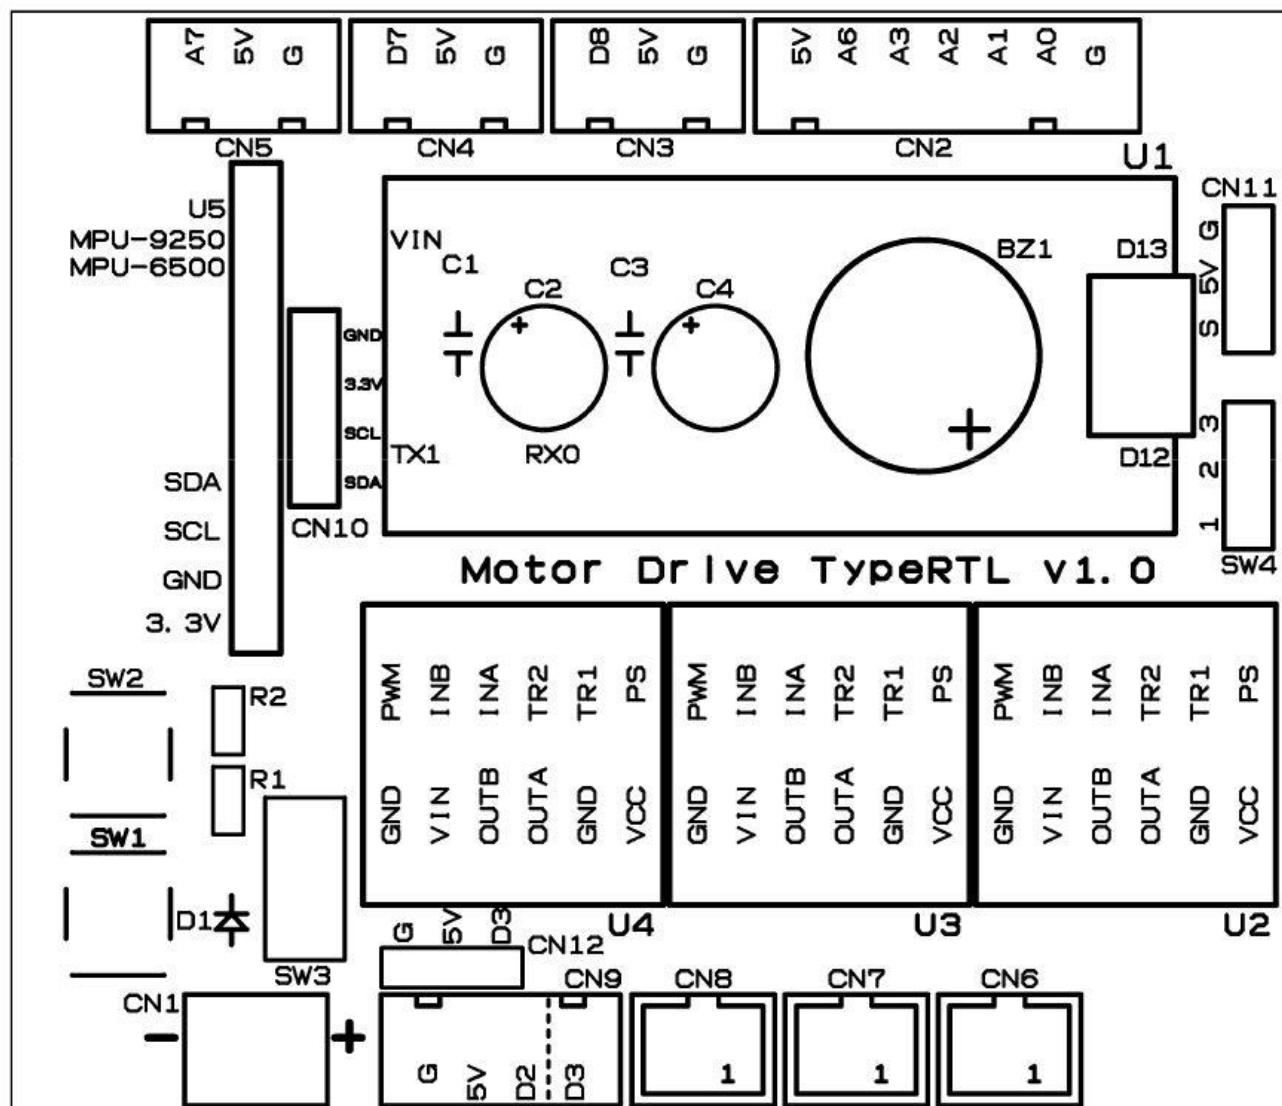 A7 5V G
D7 5V G
D8 5V G
5V A6 A3 A2 A1 A0 G
CN5
CN4
CN3
CN2
U1
CN11
G 5V S
U5
MPU-9250
MPU-6500
VIN
C1
C2
C3
C4
BZ1
D13
GND
3.3V
SCL
SDA
TX1
RX0
D12
3
2
1
SDA
SCL
GND
3. 3V
CN10
SW4
Motor Drive TypeRTL v1. 0
SW2
R2
R1
SW1
PWM INB INA TR2 TR1 PS
GND VIN OUTB OUTA GND VCC
PWM INB INA TR2 TR1 PS
GND VIN OUTB OUTA GND VCC
PWM INB INA TR2 TR1 PS
GND VIN OUTB OUTA GND VCC
D1
G 5V D3
U4
U3
U2
CN12
SW3
CN9
CN8
CN7
CN6
CN1
- +
G 5V D2 D3
1
1
1